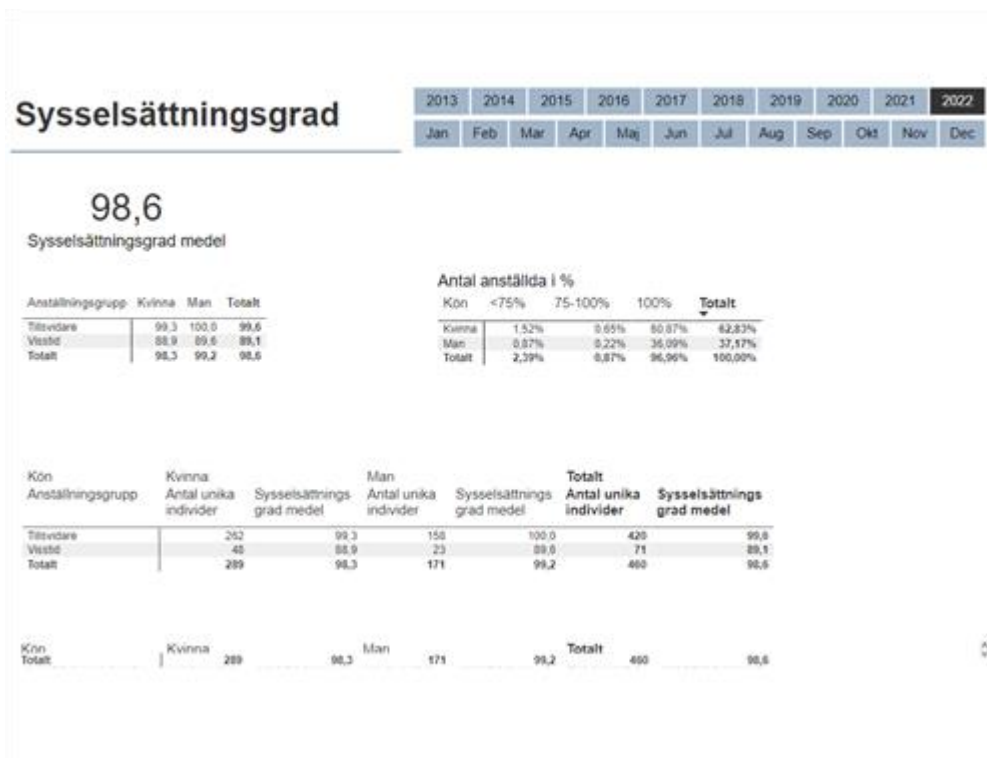 Sysselsättningsgrad
2013 2014 2015 2016 2017 2018 2019 2020 2021 2022
Jan Feb Mar Apr Maj Jun Jul Aug Sep Okt Nov Dec
98,6
Sysselsättningsgrad medel
Anställningsgrupp Kvinna Man Totalt
Tillsvidare 99,3 100,0 99,6
Visstid 88,9 89,6 89,1
Totalt 98,3 99,2 98,6
Antal anställda i %
Kön <75% 75-100% 100% Totalt
Kvinna 1,52% 0,65% 60,87% 62,83%
Man 0,87% 0,22% 36,09% 37,17%
Totalt 2,39% 0,87% 96,96% 100,00%
Kön Kvinna Man Totalt
Anställningsgrupp Antal unika Sysselsättnings Antal unika Sysselsättnings Antal unika Sysselsättnings
individer grad medel individer grad medel individer grad medel
Tillsvidare 262 99,3 158 100,0 420 99,6
Visstid 48 88,9 23 89,6 71 89,1
Totalt 289 98,3 171 99,2 460 98,6
Kön Kvinna Man Totalt
Totalt 289 98,3 171 99,2 460 98,6